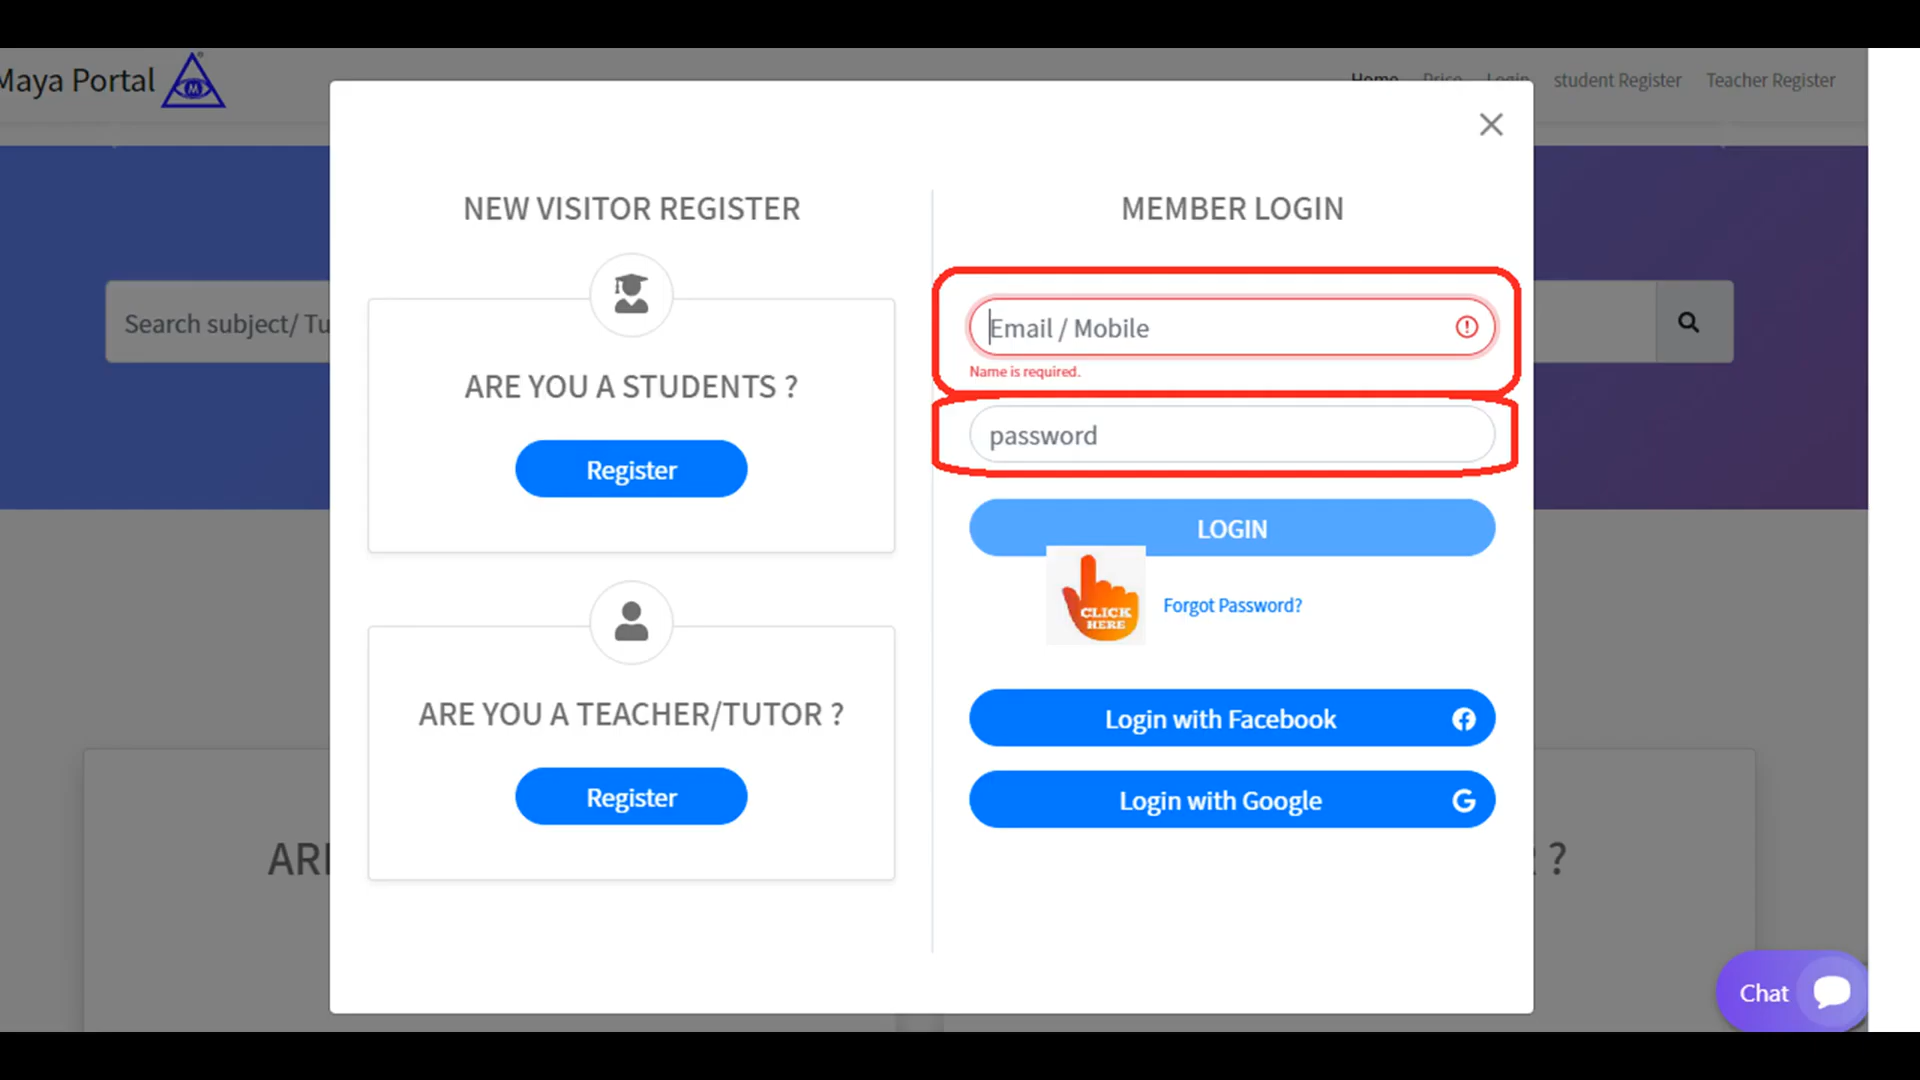 Maya Portal
M
Home Price Login student Register Teacher Register
NEW VISITOR REGISTER
MEMBER LOGIN
Search subject/ Tu
Email / Mobile
Name is required.
ARE YOU A STUDENTS ?
password
Register
LOGIN
CLICK
HERE
Forgot Password?
ARE YOU A TEACHER/TUTOR ?
Login with Facebook
Register
Login with Google
?
Chat